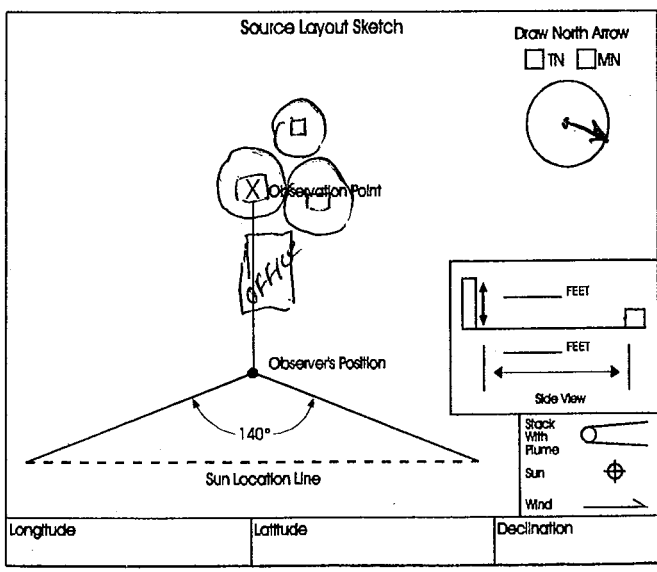 Source Layout Sketch
Draw North Arrow
TN MN
X
Observation Point
OFFICE
Observer's Position
140°
Sun Location Line
FEET
FEET
Side View
Stack
With
Plume
Sun
Wind
Longitude
Latitude
Declination